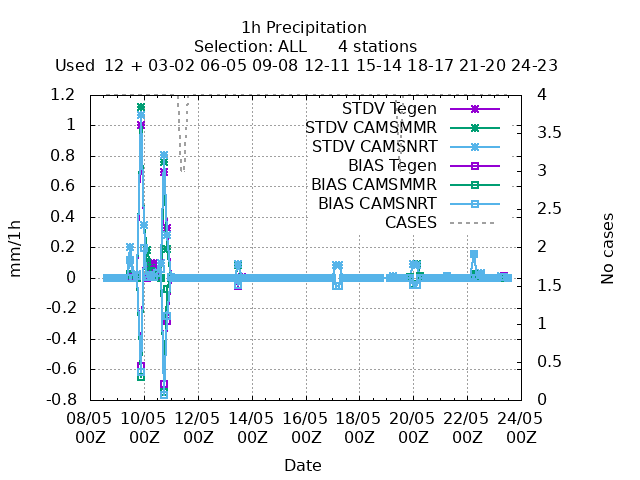 1h Precipitation
Selection: ALL 4 stations
Used 12 + 03-02 06-05 09-08 12-11 15-14 18-17 21-20 24-23
1.2
1
0.8
0.6
0.4
0.2
0
-0.2
-0.4
-0.6
-0.8
mm/1h
STDV Tegen
STDV CAMSMMR
STDV CAMSNRT
BIAS Tegen
BIAS CAMSMMR
BIAS CAMSNRT
CASES
4
3.5
3
2.5
2
1.5
1
0.5
0
No cases
08/05 10/05 12/05 14/05 16/05 18/05 20/05 22/05 24/05
00Z 00Z 00Z 00Z 00Z 00Z 00Z 00Z 00Z
Date